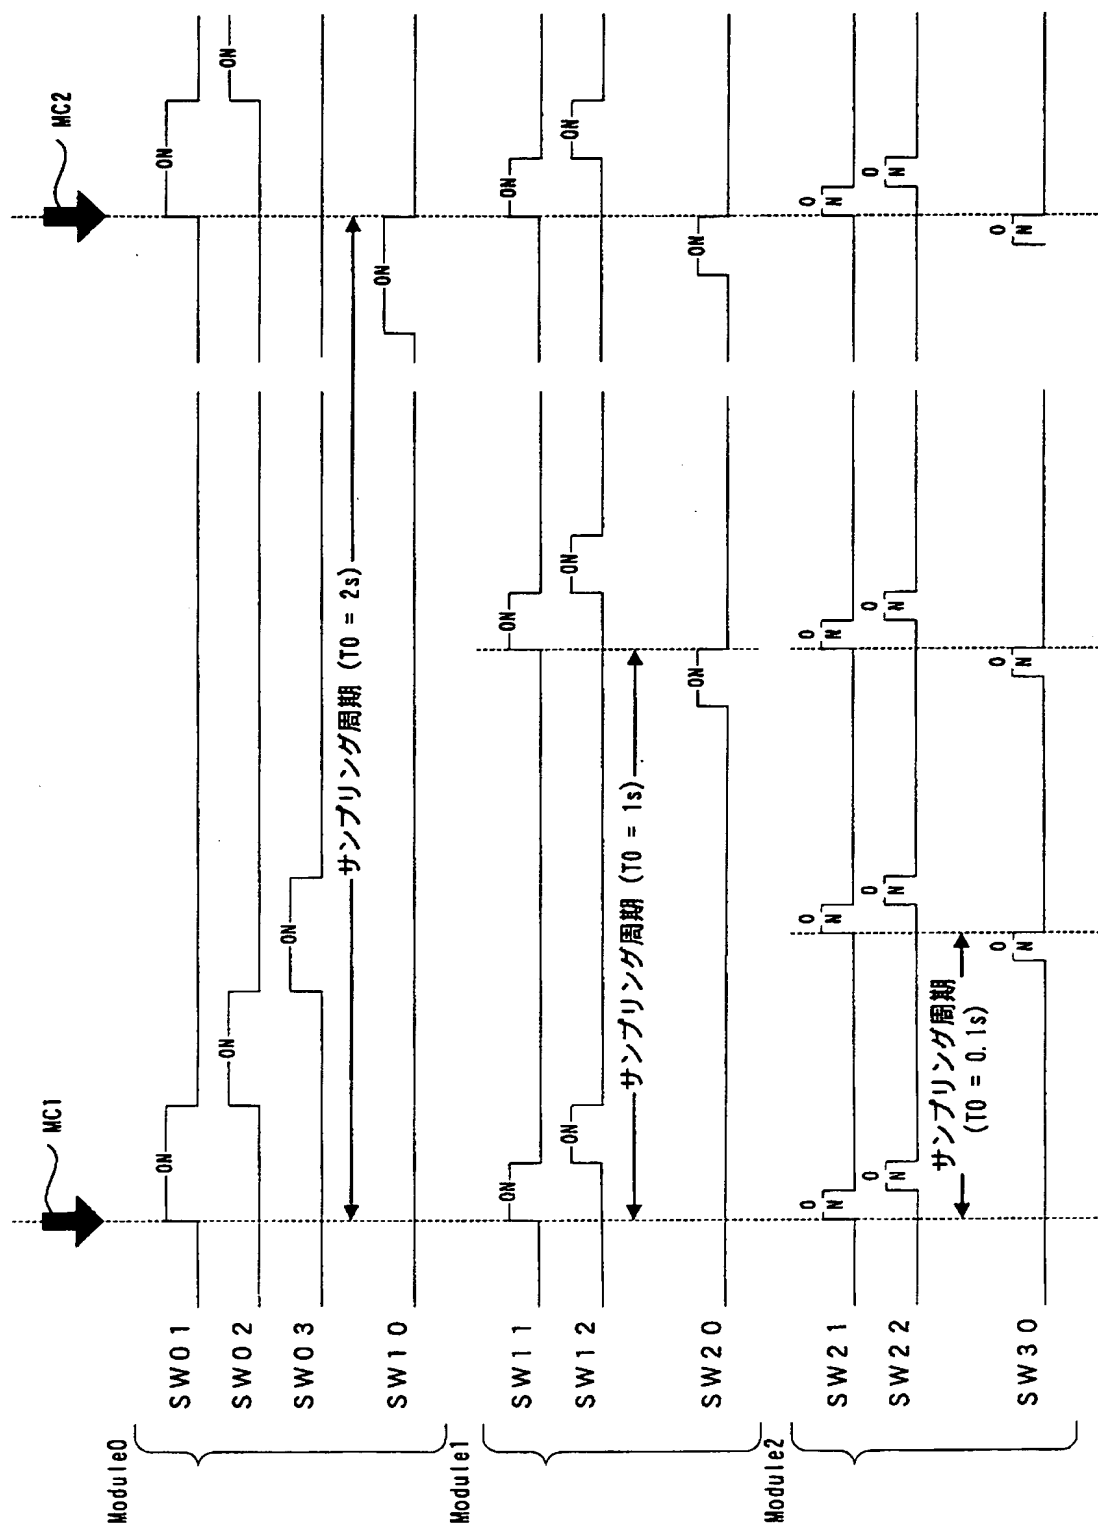 MC1
MC2
Module0
SW01
ON
ON
SW02
ON
ON
SW03
ON
サンプリング周期 (T0 = 2s)
SW10
ON
Module1
SW11
ON
ON
ON
SW12
ON
ON
ON
サンプリング周期 (T0 = 1s)
SW20
ON
ON
Module2
SW21
O
N
O
N
O
N
O
N
SW22
O
N
O
N
O
N
O
N
サンプリング周期
(T0 = 0.1s)
SW30
O
N
O
N
O
N